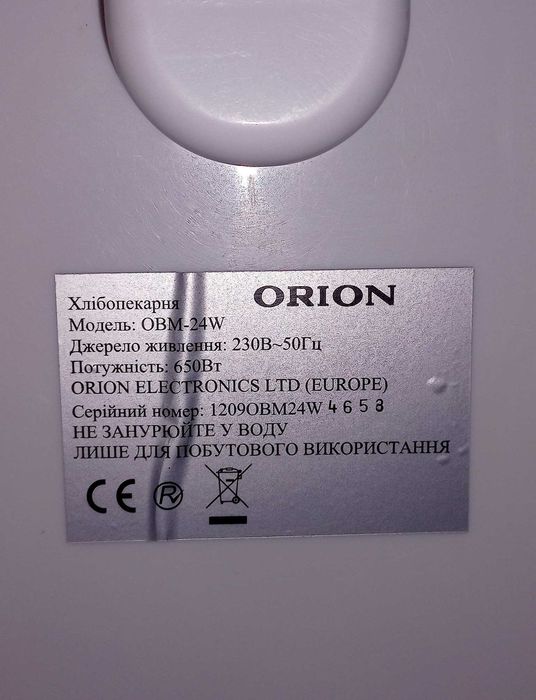 ORION
Хлібопекарня
Модель: OBM-24W
Джерело живлення: 230В~50Гц
Потужність: 650Вт
ORION ELECTRONICS LTD (EUROPE)
Серійний номер: 1209OBM24W 4653
НЕ ЗАНУРЮЙТЕ У ВОДУ
ЛИШЕ ДЛЯ ПОБУТОВОГО ВИКОРИСТАННЯ
CE R